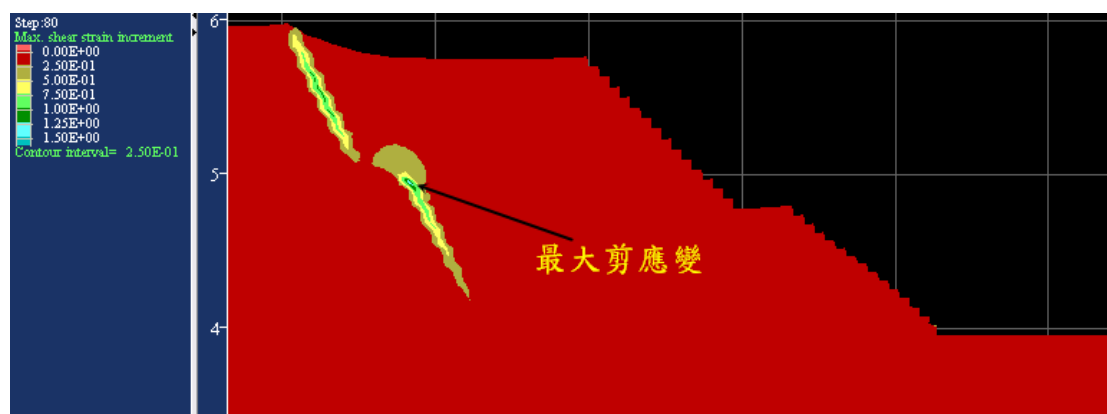 Step:80
Max. shear strain increment
0.00E+00
2.50E-01
5.00E-01
7.50E-01
1.00E+00
1.25E+00
1.50E+00
Contour interval= 2.50E-01
6
5
4
最大剪應變